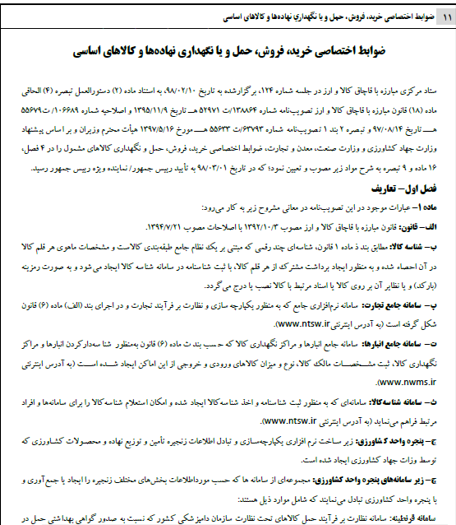 ۱۱ ضوابط اختصاصی خرید، فروش، حمل و یا نگهداری نهاده‌ها و کالاهای اساسی
ضوابط اختصاصی خرید، فروش، حمل و یا نگهداری نهاده‌ها و کالاهای اساسی
ستاد مرکزی مبارزه با قاچاق کالا و ارز در جلسه شماره ۱۲۴، برگزارشده به تاریخ ۹۸/۰۲/۱۰، به استناد ماده (۲) دستورالعمل تبصره (۴) الحاقی
ماده (۱۸) قانون مبارزه با قاچاق کالا و ارز تصویب‌نامه شماره ۱۳۸۸۶۴/ت ۵۲۹۷۱ هـ تاریخ ۱۳۹۵/۱۱/۹ و اصلاحیه شماره ۱۰۶۶۸۹/ت ۵۵۶۷۹
هـ تاریخ ۹۷/۰۸/۱۴ و تبصره ۲ بند ۱ تصویب‌نامه شماره ۶۳۷۹۳/ت ۵۵۶۳۳ هـ مورخ ۱۳۹۷/۵/۱۶ هیأت محترم وزیران و بر اساس پیشنهاد
وزارت جهاد کشاورزی و وزارت صنعت، معدن و تجارت، ضوابط اختصاصی خرید، فروش، حمل و نگهداری کالاهای مشمول را در ۴ فصل،
۱۶ ماده و ۹ تبصره به شرح مواد زیر مصوب و تعیین نمود؛ که در تاریخ ۹۸/۰۳/۰۱ به تأیید رییس جمهور/ نماینده ویژه رییس جمهور رسید.
فصل اول- تعاریف
ماده ۱- عبارات موجود در این تصویب‌نامه در معانی مشروح زیر به کار می‌رود:
الف- قانون: قانون مبارزه با قاچاق کالا و ارز مصوب ۱۳۹۲/۱۰/۳ با اصلاحات مصوب ۱۳۹۴/۷/۲۱.
ب- شناسه کالا: مطابق بند ذ ماده ۱ قانون، شناسه‌ای چند رقمی که مبتنی بر یک نظام جامع طبقه‌بندی کالاست و مشخصات ماهوی هر قلم کالا
در آن احصاء شده و به منظور ایجاد برداشت مشترک از هر قلم کالا، با ثبت شناسنامه در سامانه شناسه کالا ایجاد می شود و به صورت رمزینه
(بارکد) و یا نظایر آن بر روی کالا یا اسناد مرتبط با کالا نصب یا درج می‌گردد.
پ- سامانه جامع تجارت: سامانه نرم‌افزاری جامع که به منظور یکپارچه سازی و نظارت بر فرآیند تجارت و در اجرای بند (الف) ماده (۶) قانون
شکل گرفته است (به آدرس اینترنتی www.ntsw.ir).
ت- سامانه جامع انبارها: سامانه جامع انبارها و مراکز نگهداری کالا که حسب بند ت ماده (۶) قانون به‌منظور شناسه‌دارکردن انبارها و مراکز
نگهداری کالا، ثبت مشخصات مالک کالا، نوع و میزان کالاهای ورودی و خروجی از این اماکن ایجاد شده است. (به آدرس اینترنتی
www.nwms.ir).
ث- سامانه شناسه‌کالا: سامانه‌ای که به منظور ثبت شناسنامه و اخذ شناسه‌کالا ایجاد شده و امکان استعلام شناسه کالا را برای سامانه‌ها و افراد
مرتبط فراهم می‌نماید (به آدرس اینترنتی www.ntsw.ir).
ج- پنجره واحد کشاورزی: زیر ساخت نرم افزاری یکپارچه‌سازی و تبادل اطلاعات زنجیره تأمین و توزیع نهاده و محصولات کشاورزی که
توسط وزات جهاد کشاورزی ایجاد شده است.
چ- زیر سامانه‌های پنجره واحد کشاورزی: مجموعه‌ای از سامانه ها که حسب مورداطلاعات بخش‌های مختلف زنجیره را ایجاد یا جمع‌آوری و
با پنجره واحد کشاورزی تبادل می‌نمایند که شامل موارد ذیل هستند:
سامانه قرنطینه: سامانه نظارت بر فرآیند حمل کالاهای تحت نظارت سازمان دامپزشکی کشور که نسبت به صدور گواهی بهداشتی حمل در